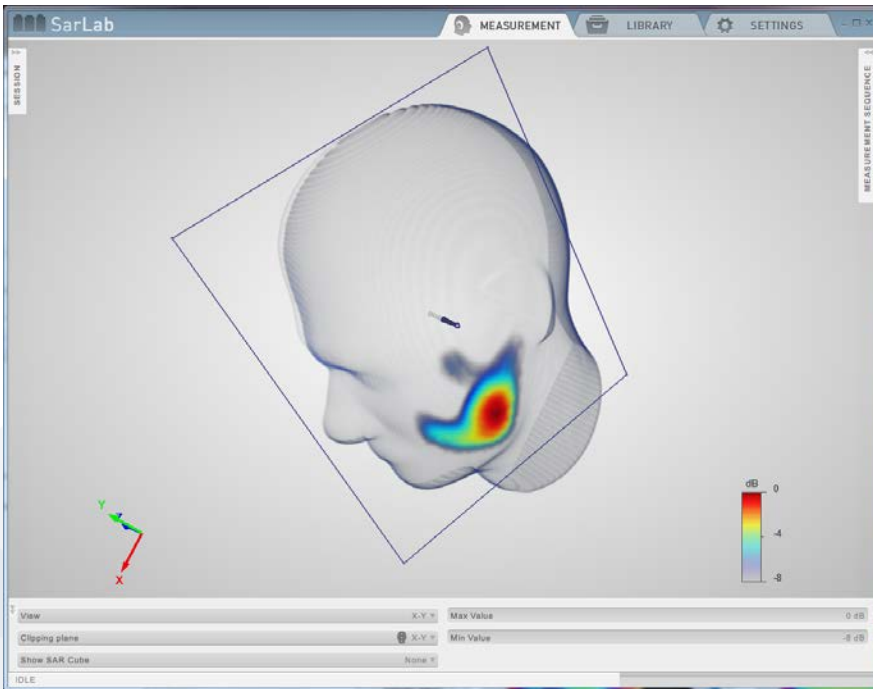 SarLab
MEASUREMENT
LIBRARY
SETTINGS
SESSION
MEASUREMENT SEQUENCE
Y
X
dB
0
-4
-8
View X-Y
Max Value 0 dB
Clipping plane X-Y
Min Value -8 dB
Show SAR Cube None
IDLE